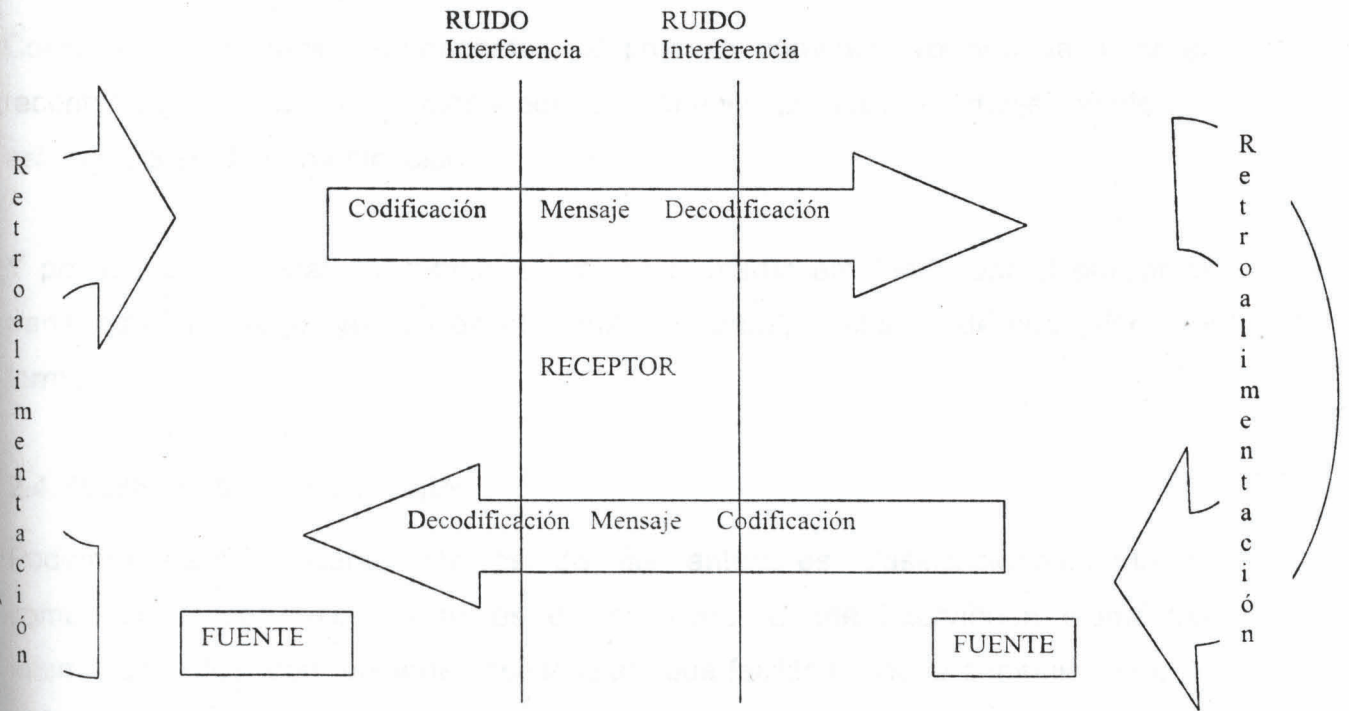 RUIDO RUIDO
Interferencia Interferencia
Retroalimentación
Codificación Mensaje Decodificación
Retroalimentación
RECEPTOR
Decodificación Mensaje Codificación
FUENTE FUENTE